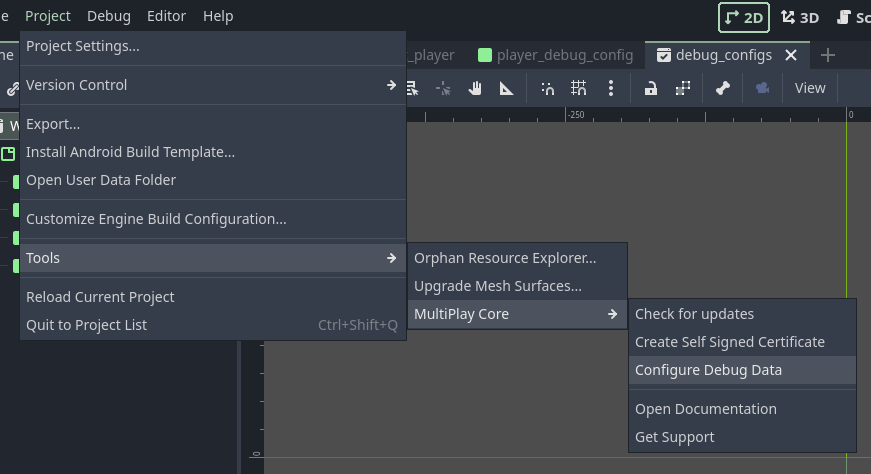 Project Debug Editor Help
2D 3D
_player player_debug_config debug_configs
Project Settings...
Version Control
View
-250 0
Export...
Install Android Build Template...
Open User Data Folder
Customize Engine Build Configuration...
Tools
Orphan Resource Explorer...
Upgrade Mesh Surfaces...
Reload Current Project
MultiPlay Core
Check for updates
Quit to Project List Ctrl+Shift+Q
Create Self Signed Certificate
Configure Debug Data
Open Documentation
Get Support
0